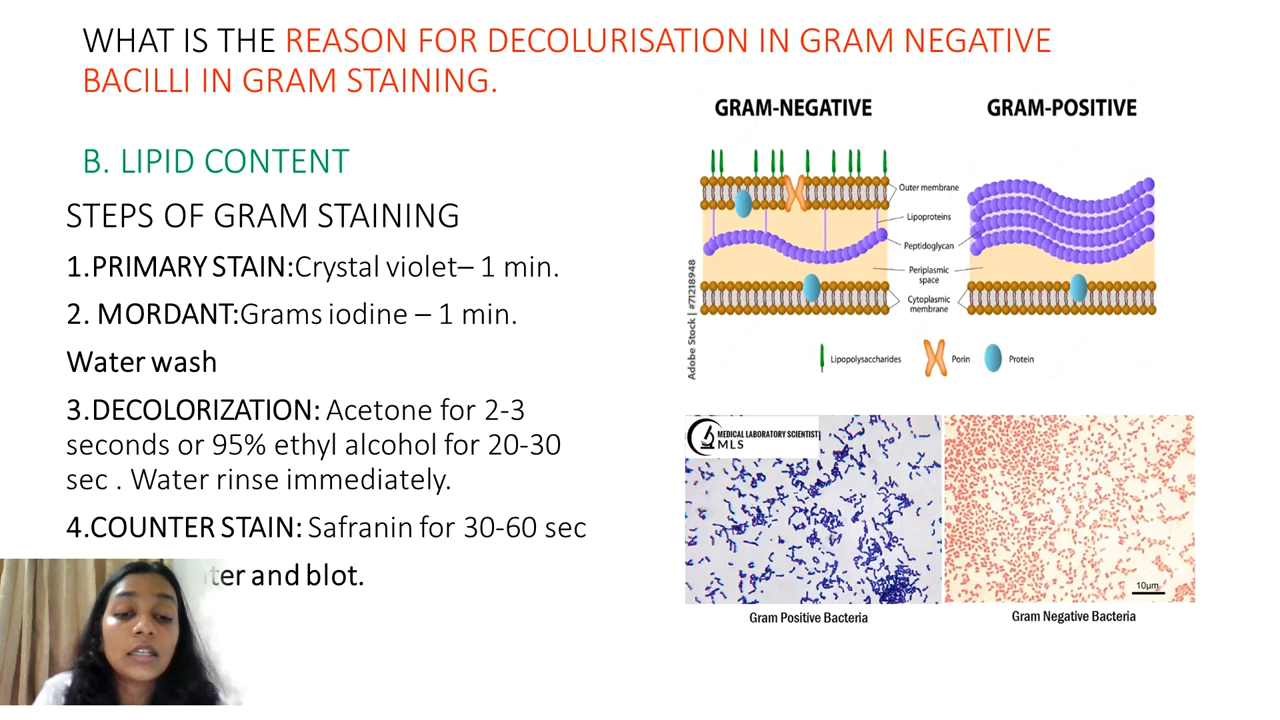 WHAT IS THE REASON FOR DECOLURISATION IN GRAM NEGATIVE
BACILLI IN GRAM STAINING.
B. LIPID CONTENT
STEPS OF GRAM STAINING
1.PRIMARY STAIN:Crystal violet– 1 min.
2. MORDANT:Grams iodine – 1 min.
Water wash
3.DECOLORIZATION: Acetone for 2-3
seconds or 95% ethyl alcohol for 20-30
sec . Water rinse immediately.
4.COUNTER STAIN: Safranin for 30-60 sec
and blot.
GRAM-NEGATIVE
GRAM-POSITIVE
Outer membrane
Lipoproteins
Peptidoglycan
Periplasmic
space
Cytoplasmic
membrane
Lipopolysaccharides
Porin
Protein
Adobe Stock | #71218948
MEDICAL LABORATORY SCIENTIST
MLS
10µm
Gram Positive Bacteria
Gram Negative Bacteria